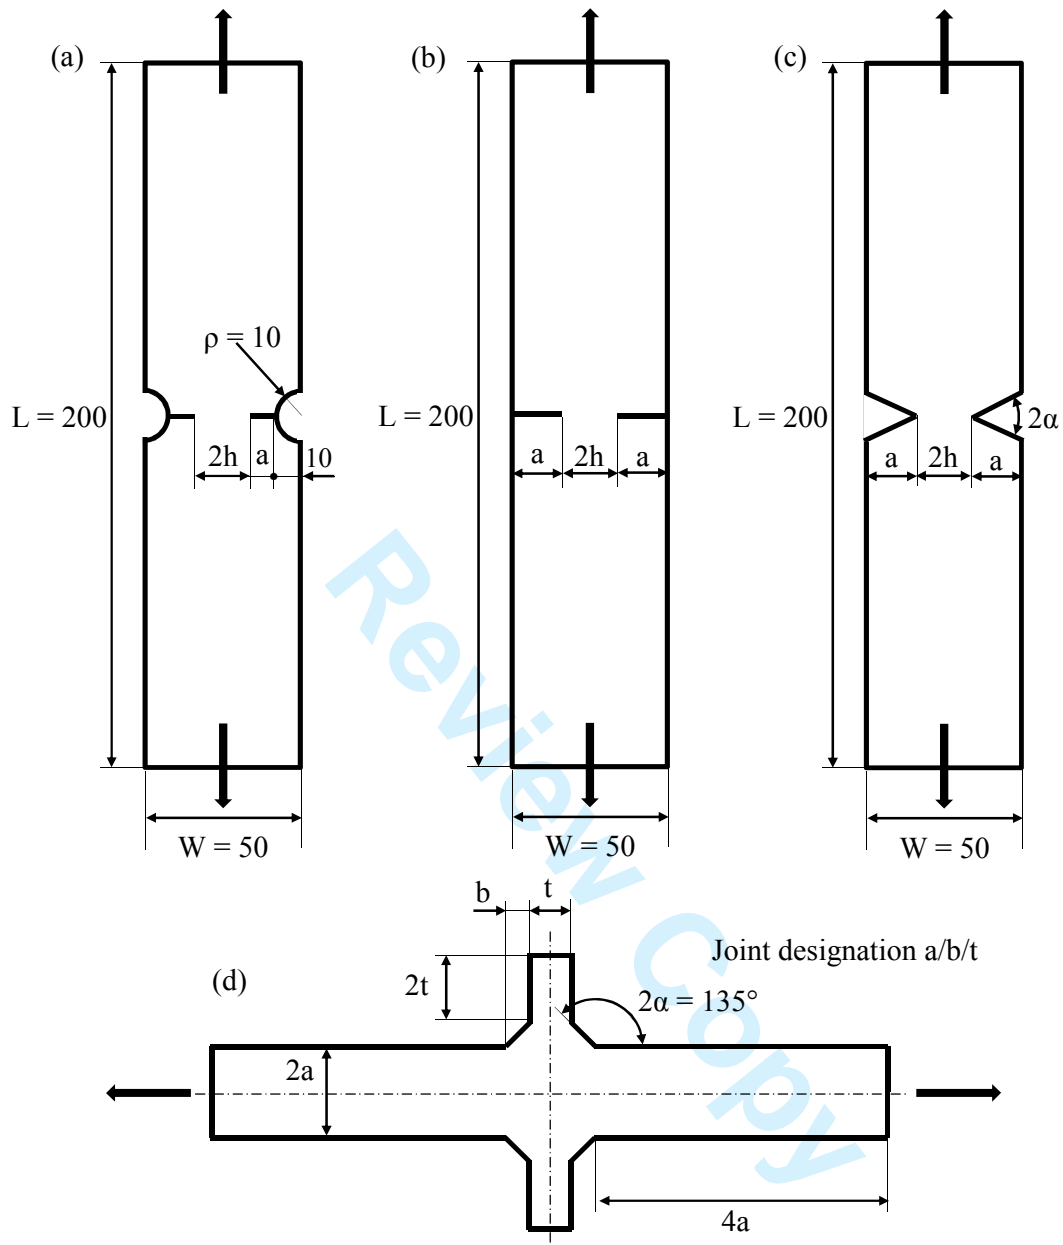 (a)
(b)
(c)
ρ = 10
L = 200
L = 200
L = 200
2α
2h
a
10
a
2h
a
a
2h
a
W = 50
W = 50
W = 50
b
t
Joint designation a/b/t
(d)
2t
2α = 135°
2a
4a
Review Copy